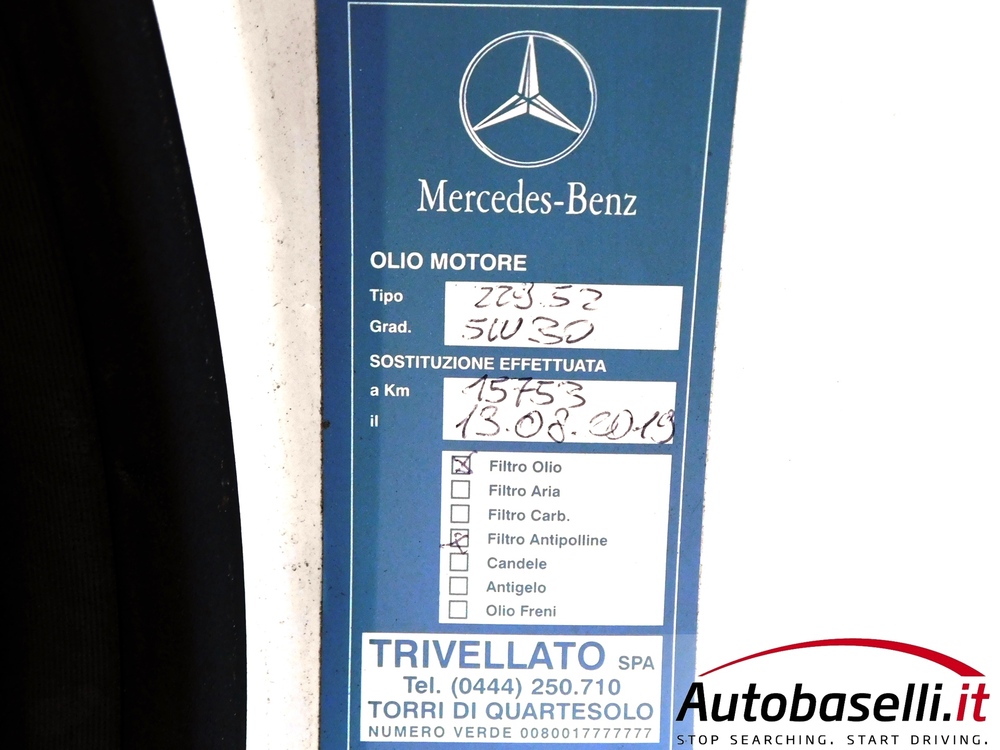 Mercedes-Benz
OLIO MOTORE
Tipo 229.52
Grad. 5W30
SOSTITUZIONE EFFETTUATA
a Km 15753
il 13.08.2019
Filtro Olio
Filtro Aria
Filtro Carb.
Filtro Antipolline
Candele
Antigelo
Olio Freni
TRIVELLATO SPA
Tel. (0444) 250.710
TORRI DI QUARTESOLO
NUMERO VERDE 0080017777777
Autobaselli.it
STOP SEARCHING. START DRIVING.